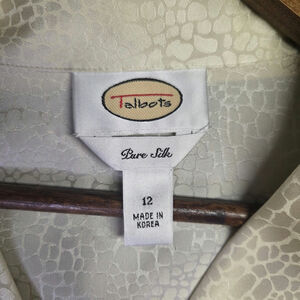 Talbots
Pure Silk
12
MADE IN
KOREA